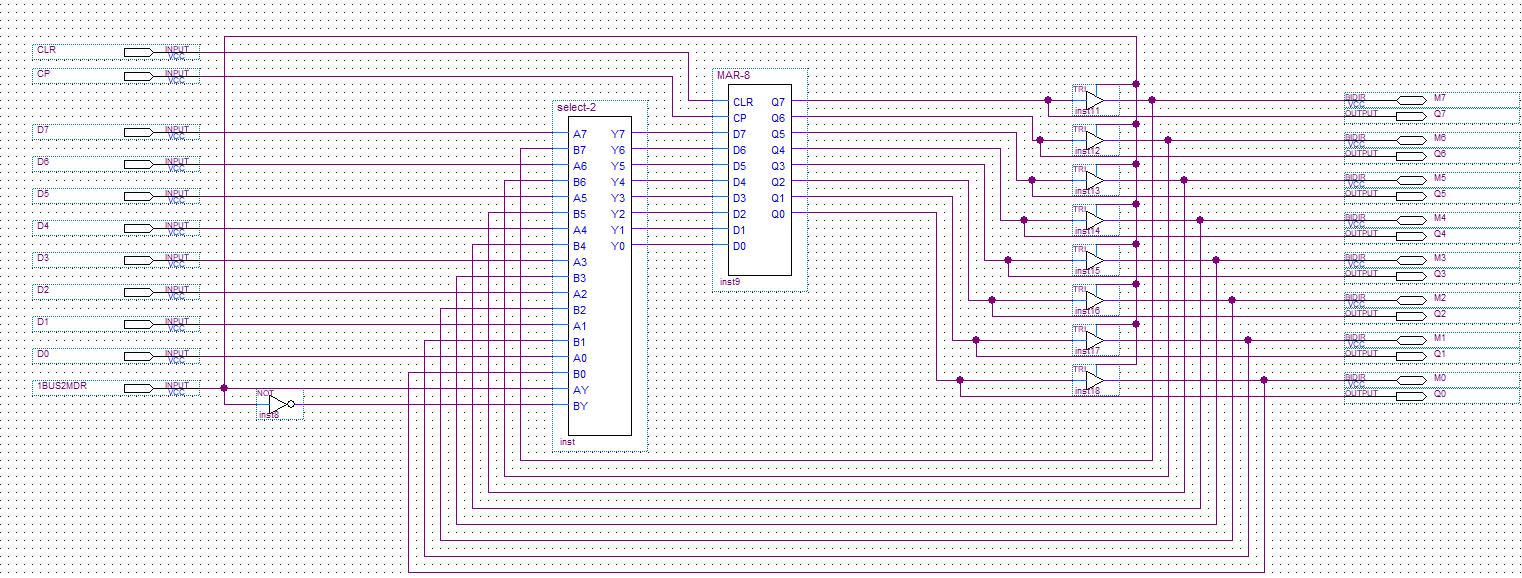 CLR INPUT VCC
CP INPUT VCC
D7 INPUT VCC
D6 INPUT VCC
D5 INPUT VCC
D4 INPUT VCC
D3 INPUT VCC
D2 INPUT VCC
D1 INPUT VCC
D0 INPUT VCC
1BUS2MDR INPUT VCC
NOT
inst8
select-2
A7 Y7
B7 Y6
A6 Y5
B6 Y4
A5 Y3
B5 Y2
A4 Y1
B4 Y0
A3
B3
A2
B2
A1
B1
A0
B0
AY
BY
inst
MAR-8
CLR Q7
CP Q6
D7 Q5
D6 Q4
D5 Q3
D4 Q2
D3 Q1
D2 Q0
D1
D0
inst9
TRI
inst11
TRI
inst12
TRI
inst13
TRI
inst14
TRI
inst15
TRI
inst16
TRI
inst17
TRI
inst18
BIDIR VCC M7
OUTPUT Q7
BIDIR VCC M6
OUTPUT Q6
BIDIR VCC M5
OUTPUT Q5
BIDIR VCC M4
OUTPUT Q4
BIDIR VCC M3
OUTPUT Q3
BIDIR VCC M2
OUTPUT Q2
BIDIR VCC M1
OUTPUT Q1
BIDIR VCC M0
OUTPUT Q0